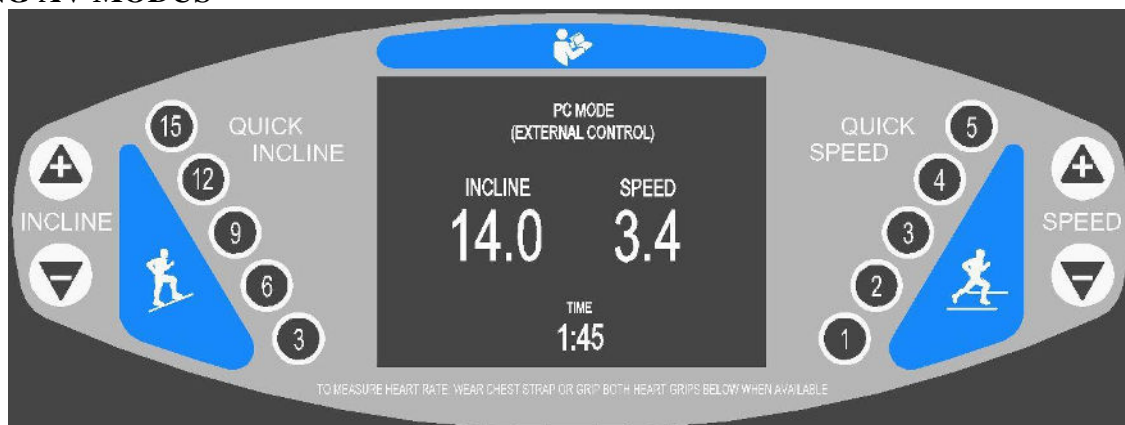 AV MODUS
PC MODE
(EXTERNAL CONTROL)
15
QUICK
INCLINE
12
9
6
3
INCLINE
INCLINE
14.0
SPEED
3.4
TIME
1:45
QUICK
SPEED
5
4
3
2
1
SPEED
TO MEASURE HEART RATE, WEAR CHEST STRAP OR GRIP BOTH HEART GRIPS BELOW WHEN AVAILABLE